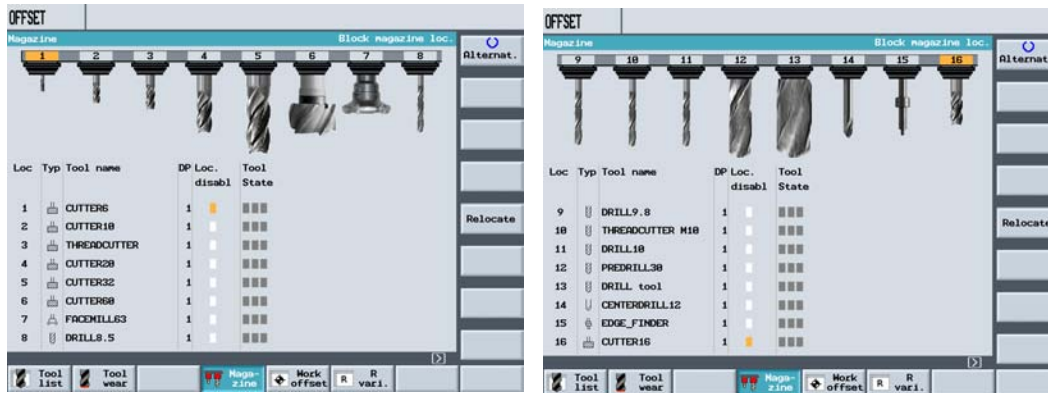 OFFSET
Magazine Block magazine loc.
Alternat.
1 2 3 4 5 6 7 8
Loc Typ Tool name DP Loc. disabl Tool State
1 CUTTER6 1
2 CUTTER10 1
3 THREADCUTTER 1
4 CUTTER20 1
5 CUTTER32 1
6 CUTTER60 1
7 FACEMILL63 1
8 DRILL8.5 1
Relocate
Tool list Tool wear Maga-zine Work offset R R vari.
OFFSET
Magazine Block magazine loc.
Alternat
9 10 11 12 13 14 15 16
Loc Typ Tool name DP Loc. disabl Tool State
9 DRILL9.8 1
10 THREADCUTTER M10 1
11 DRILL10 1
12 PREDRILL30 1
13 DRILL tool 1
14 CENTERDRILL12 1
15 EDGE_FINDER 1
16 CUTTER16 1
Relocate
Tool list Tool wear Maga-zine Work offset R R vari.